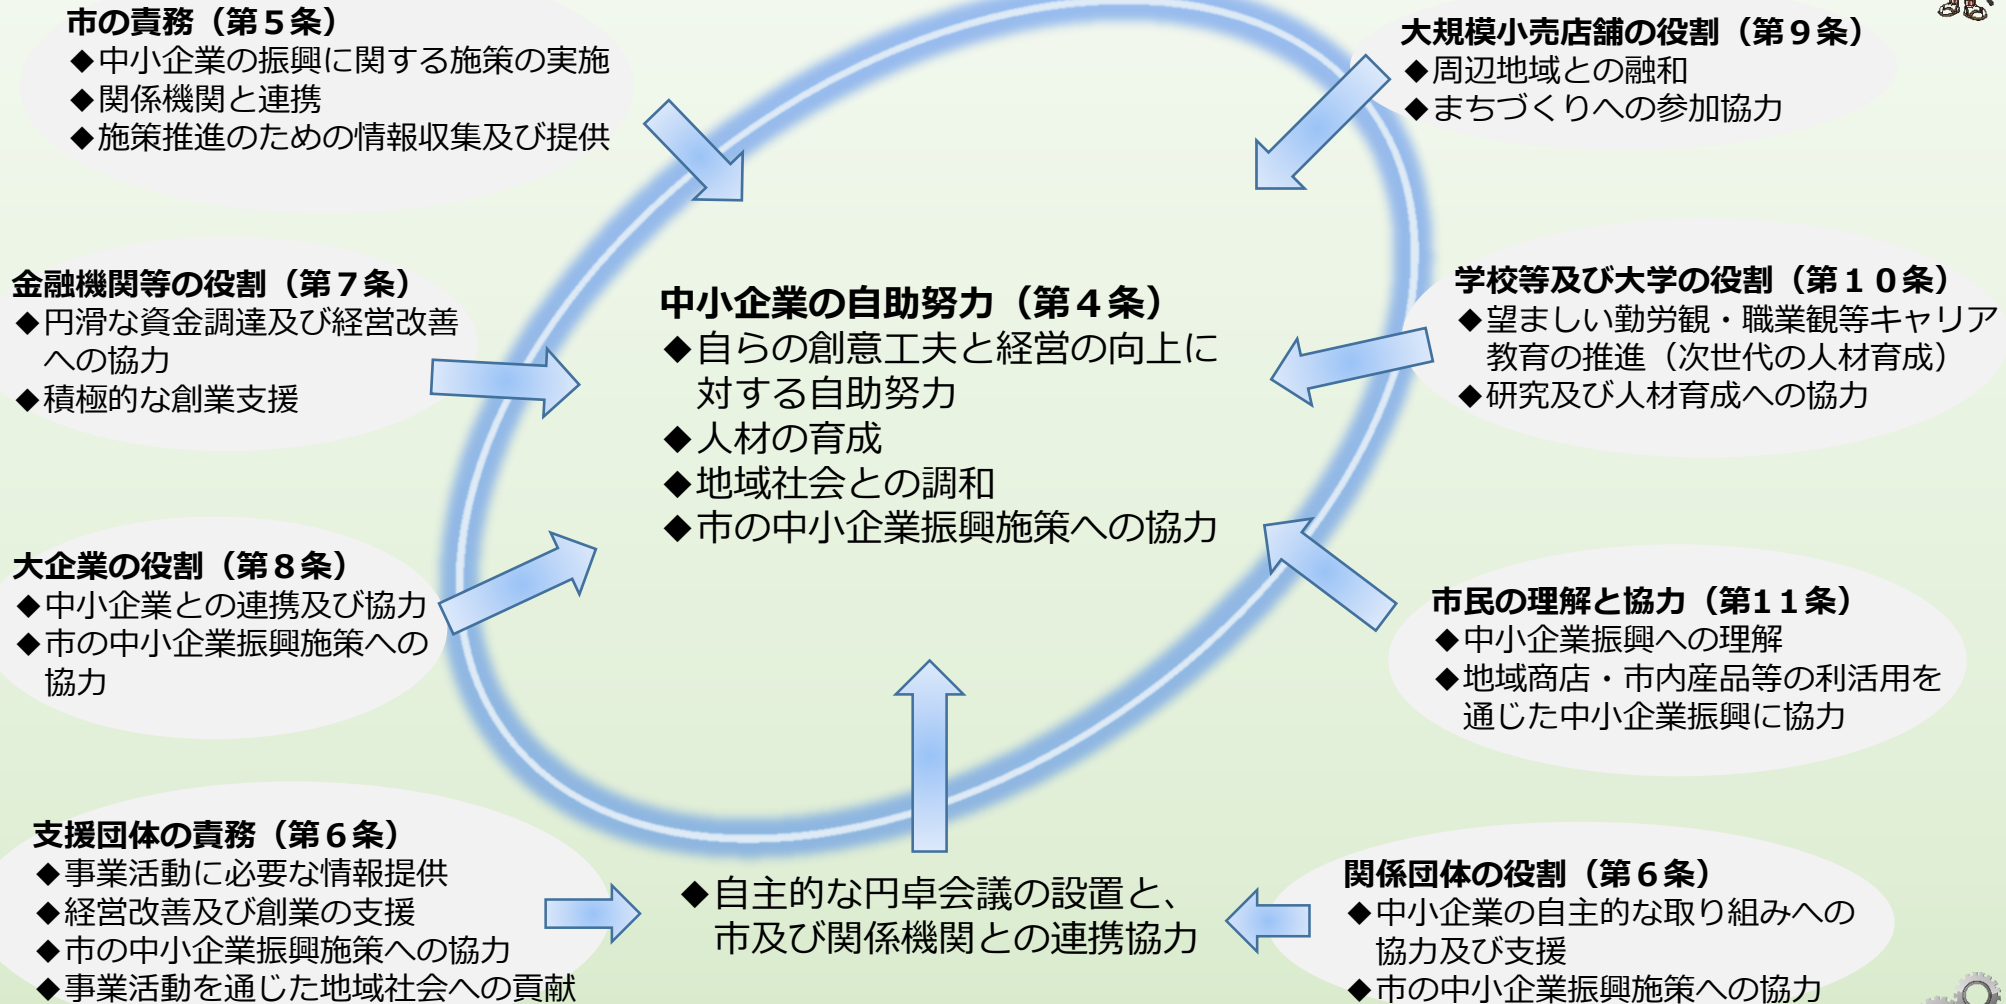 市の責務（第５条）
◆中小企業の振興に関する施策の実施
◆関係機関と連携
◆施策推進のための情報収集及び提供
大規模小売店舗の役割（第９条）
◆周辺地域との融和
◆まちづくりへの参加協力
金融機関等の役割（第７条）
◆円滑な資金調達及び経営改善
への協力
◆積極的な創業支援
中小企業の自助努力（第４条）
◆自らの創意工夫と経営の向上に
対する自助努力
◆人材の育成
◆地域社会との調和
◆市の中小企業振興施策への協力
学校等及び大学の役割（第１０条）
◆望ましい勤労観・職業観等キャリア
教育の推進（次世代の人材育成）
◆研究及び人材育成への協力
大企業の役割（第８条）
◆中小企業との連携及び協力
◆市の中小企業振興施策への
協力
市民の理解と協力（第1１条）
◆中小企業振興への理解
◆地域商店・市内産品等の利活用を
通じた中小企業振興に協力
支援団体の責務（第６条）
◆事業活動に必要な情報提供
◆経営改善及び創業の支援
◆市の中小企業振興施策への協力
◆事業活動を通じた地域社会への貢献
◆自主的な円卓会議の設置と、
市及び関係機関との連携協力
関係団体の役割（第６条）
◆中小企業の自主的な取り組みへの
協力及び支援
◆市の中小企業振興施策への協力